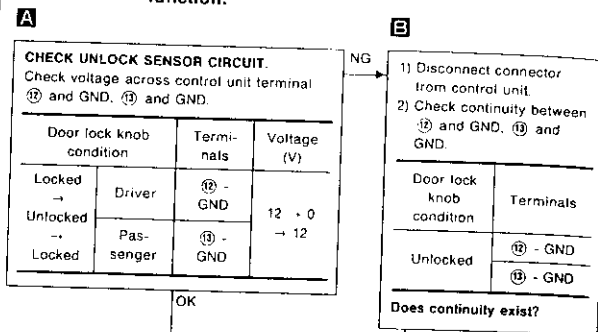 function.
A
CHECK UNLOCK SENSOR CIRCUIT.
Check voltage across control unit terminal
⑫ and GND, ⑬ and GND.
Door lock knob condition
Termi-nals
Voltage (V)
Locked
→
Unlocked
→
Locked
Driver
⑫ - GND
Pas-senger
⑬ - GND
12 → 0
→ 12
NG
OK
B
1) Disconnect connector
from control unit.
2) Check continuity between
⑫ and GND, ⑬ and
GND.
Door lock
knob
condition
Terminals
Unlocked
⑫ - GND
⑬ - GND
Does continuity exist?